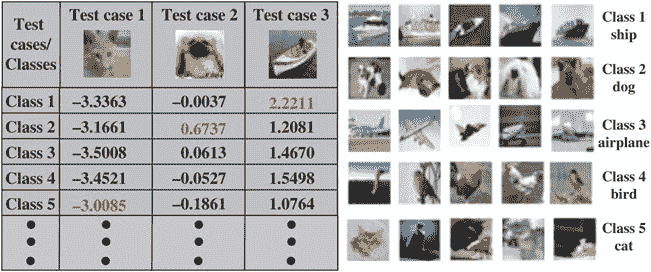 Test cases/ Classes Test case 1 Test case 2 Test case 3
Class 1 –3.3363 –0.0037 2.2211
Class 2 –3.1661 0.6737 1.2081
Class 3 –3.5008 0.0613 1.4670
Class 4 –3.4521 –0.0527 1.5498
Class 5 –3.0085 –0.1861 1.0764
Class 1
ship
Class 2
dog
Class 3
airplane
Class 4
bird
Class 5
cat